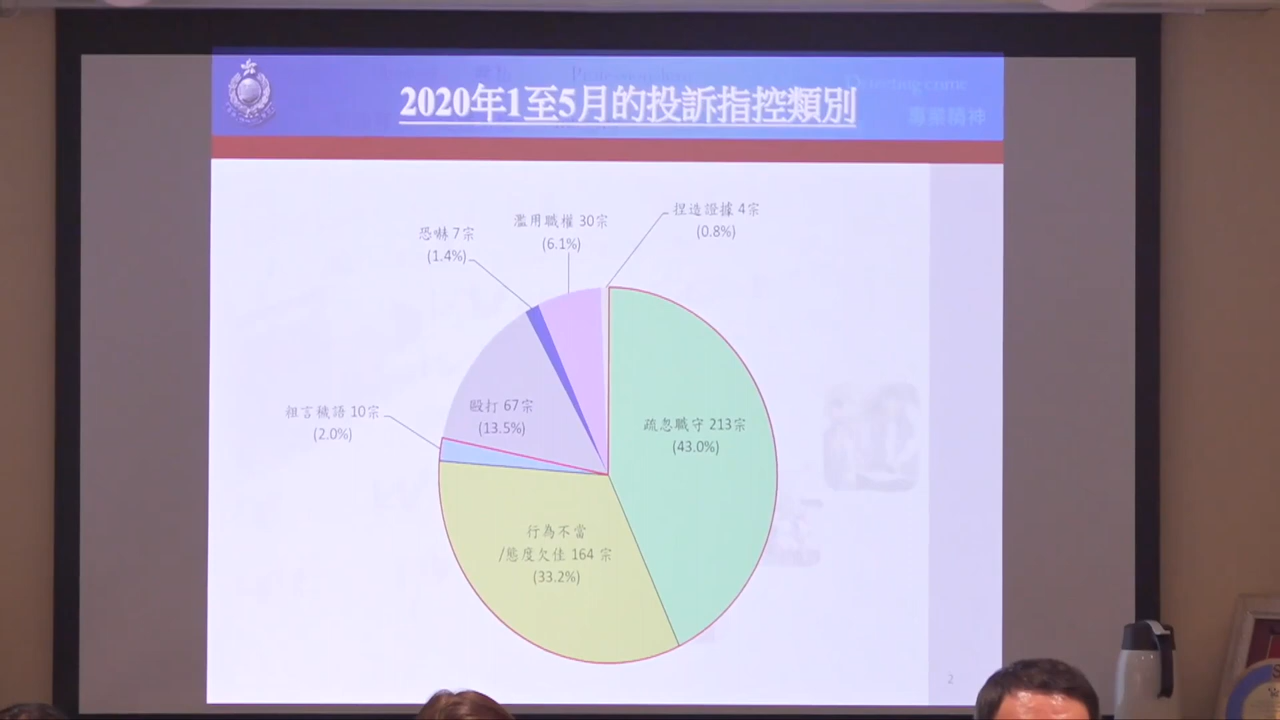 2020年1至5月的投訴指控類別
專業精神
捏造證據 4宗
(0.8%)
濫用職權 30宗
(6.1%)
恐嚇 7宗
(1.4%)
毆打 67宗
(13.5%)
粗言穢語 10宗
(2.0%)
疏忽職守 213宗
(43.0%)
行為不當
/態度欠佳 164 宗
(33.2%)
2